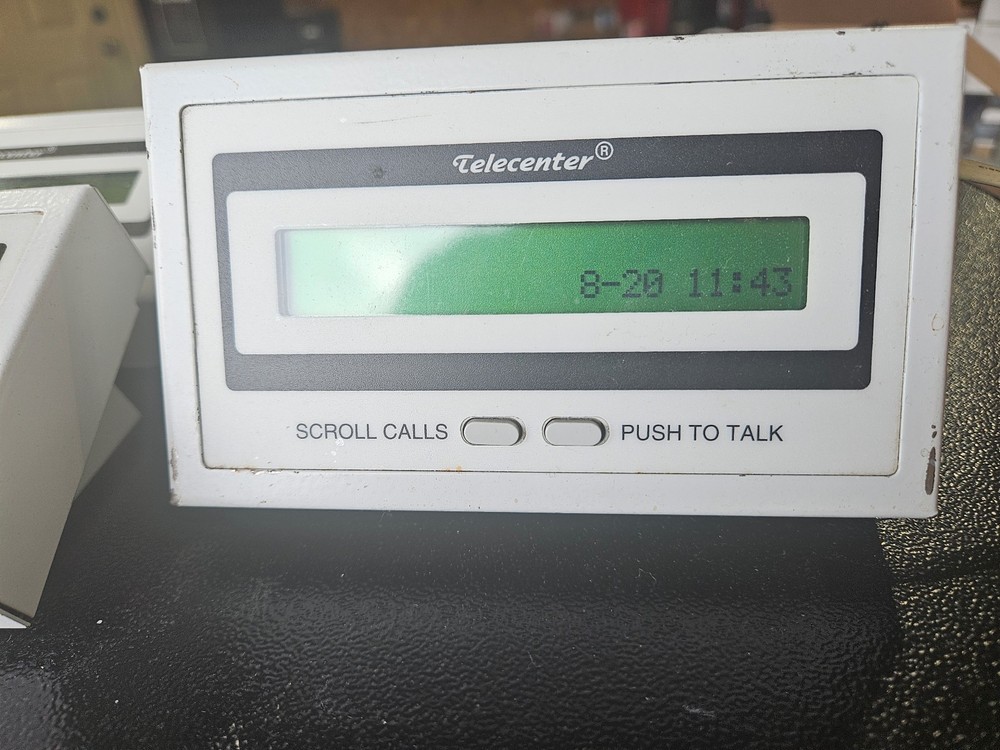 Telecenter®
8-20 11:43
SCROLL CALLS
PUSH TO TALK